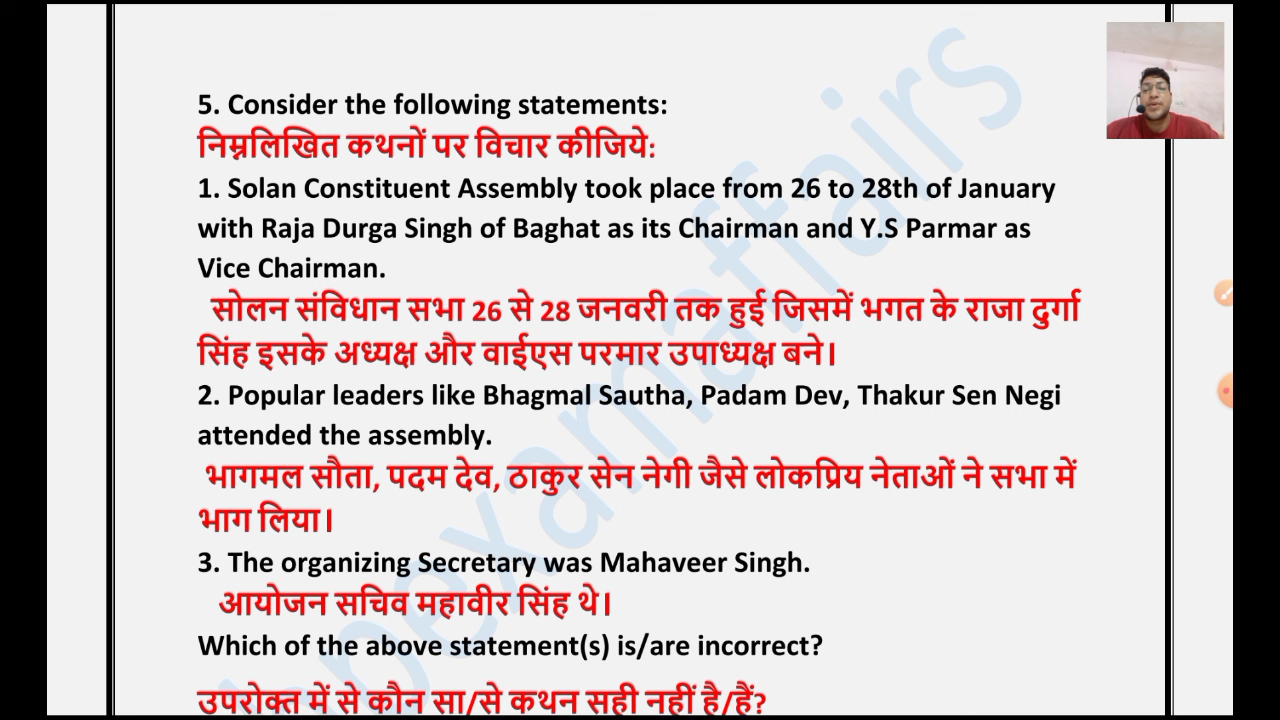 5. Consider the following statements:
निम्नलिखित कथनों पर विचार कीजिये:
1. Solan Constituent Assembly took place from 26 to 28th of January
with Raja Durga Singh of Baghat as its Chairman and Y.S Parmar as
Vice Chairman.
सोलन संविधान सभा 26 से 28 जनवरी तक हुई जिसमें भगत के राजा दुर्गा
सिंह इसके अध्यक्ष और वाईएस परमार उपाध्यक्ष बने।
2. Popular leaders like Bhagmal Sautha, Padam Dev, Thakur Sen Negi
attended the assembly.
भागमल सौता, पदम देव, ठाकुर सेन नेगी जैसे लोकप्रिय नेताओं ने सभा में
भाग लिया।
3. The organizing Secretary was Mahaveer Singh.
आयोजन सचिव महावीर सिंह थे।
Which of the above statement(s) is/are incorrect?
उपरोक्त में से कौन सा/से कथन सही नहीं है/हैं?
pexamaffairs